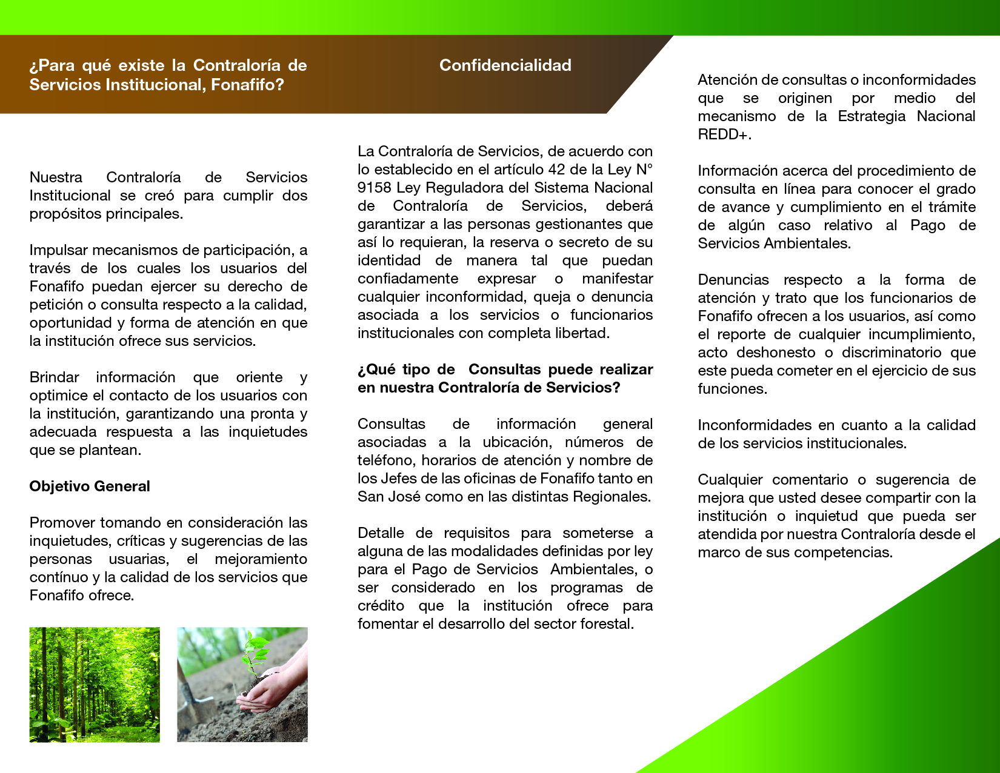 ¿Para qué existe la Contraloría de
Servicios Institucional, Fonafifo?
Nuestra Contraloría de Servicios
Institucional se creó para cumplir dos
propósitos principales.
Impulsar mecanismos de participación, a
través de los cuales los usuarios del
Fonafifo puedan ejercer su derecho de
petición o consulta respecto a la calidad,
oportunidad y forma de atención en que
la institución ofrece sus servicios.
Brindar información que oriente y
optimice el contacto de los usuarios con
la institución, garantizando una pronta y
adecuada respuesta a las inquietudes
que se plantean.
Objetivo General
Promover tomando en consideración las
inquietudes, críticas y sugerencias de las
personas usuarias, el mejoramiento
contínuo y la calidad de los servicios que
Fonafifo ofrece.
Confidencialidad
La Contraloría de Servicios, de acuerdo con
lo establecido en el artículo 42 de la Ley N°
9158 Ley Reguladora del Sistema Nacional
de Contraloría de Servicios, deberá
garantizar a las personas gestionantes que
así lo requieran, la reserva o secreto de su
identidad de manera tal que puedan
confiadamente expresar o manifestar
cualquier inconformidad, queja o denuncia
asociada a los servicios o funcionarios
institucionales con completa libertad.
¿Qué tipo de  Consultas puede realizar
en nuestra Contraloría de Servicios?
Consultas de información general
asociadas a la ubicación, números de
teléfono, horarios de atención y nombre de
los Jefes de las oficinas de Fonafifo tanto en
San José como en las distintas Regionales.
Detalle de requisitos para someterse a
alguna de las modalidades definidas por ley
para el Pago de Servicios  Ambientales, o
ser considerado en los programas de
crédito que la institución ofrece para
fomentar el desarrollo del sector forestal.
Atención de consultas o inconformidades
que se originen por medio del
mecanismo de la Estrategia Nacional
REDD+.
Información acerca del procedimiento de
consulta en línea para conocer el grado
de avance y cumplimiento en el trámite
de algún caso relativo al Pago de
Servicios Ambientales.
Denuncias respecto a la forma de
atención y trato que los funcionarios de
Fonafifo ofrecen a los usuarios, así como
el reporte de cualquier incumplimiento,
acto deshonesto o discriminatorio que
este pueda cometer en el ejercicio de sus
funciones.
Inconformidades en cuanto a la calidad
de los servicios institucionales.
Cualquier comentario o sugerencia de
mejora que usted desee compartir con la
institución o inquietud que pueda ser
atendida por nuestra Contraloría desde el
marco de sus competencias.